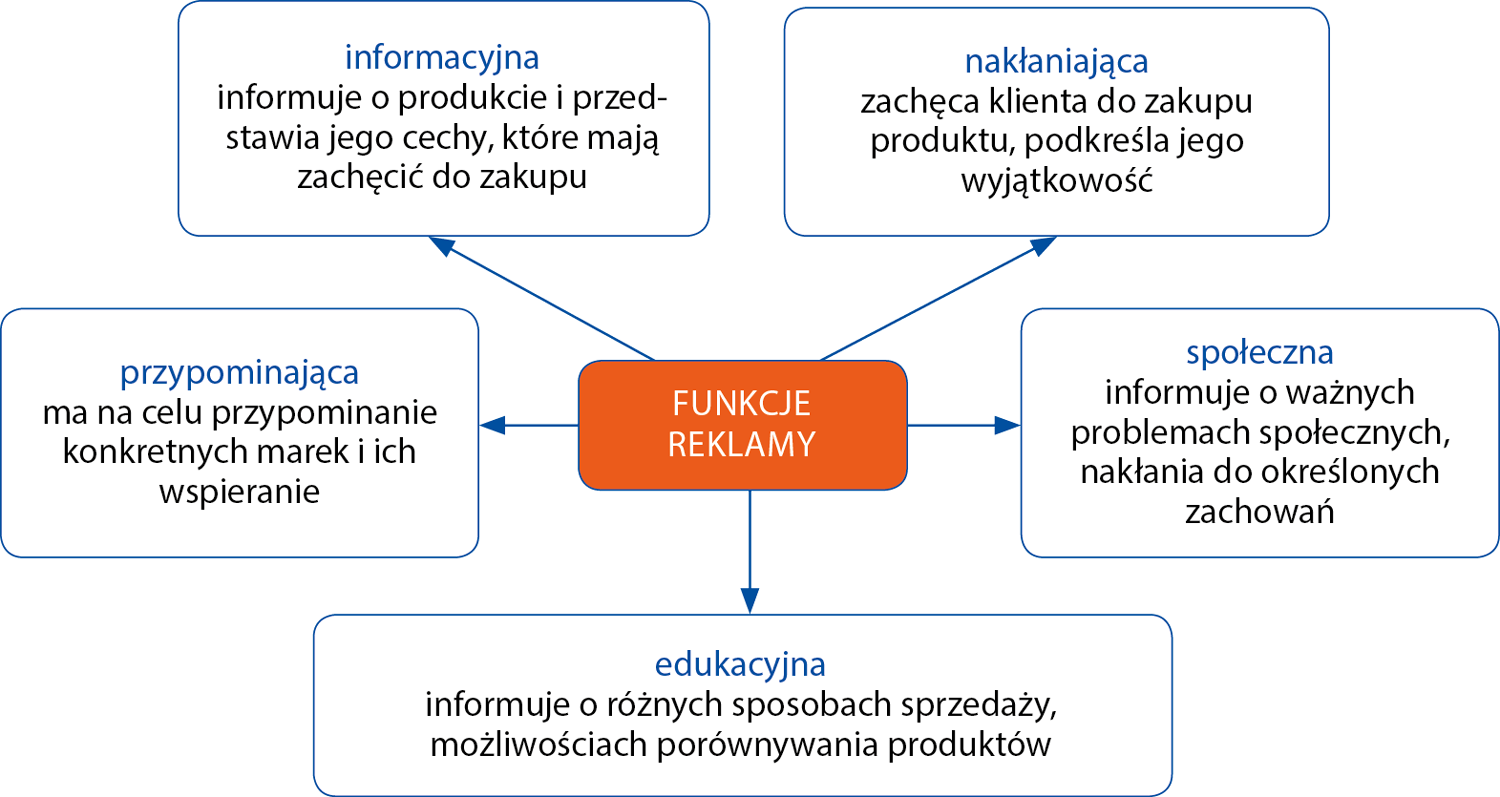 informacyjna
informuje o produkcie i przed-
stawia jego cechy, które mają
zachęcić do zakupu
nakłaniająca
zachęca klienta do zakupu
produktu, podkreśla jego
wyjątkowość
przypominająca
ma na celu przypominanie
konkretnych marek i ich
wspieranie
FUNKCJE
REKLAMY
społeczna
informuje o ważnych
problemach społecznych,
nakłania do określonych
zachowań
edukacyjna
informuje o różnych sposobach sprzedaży,
możliwościach porównywania produktów